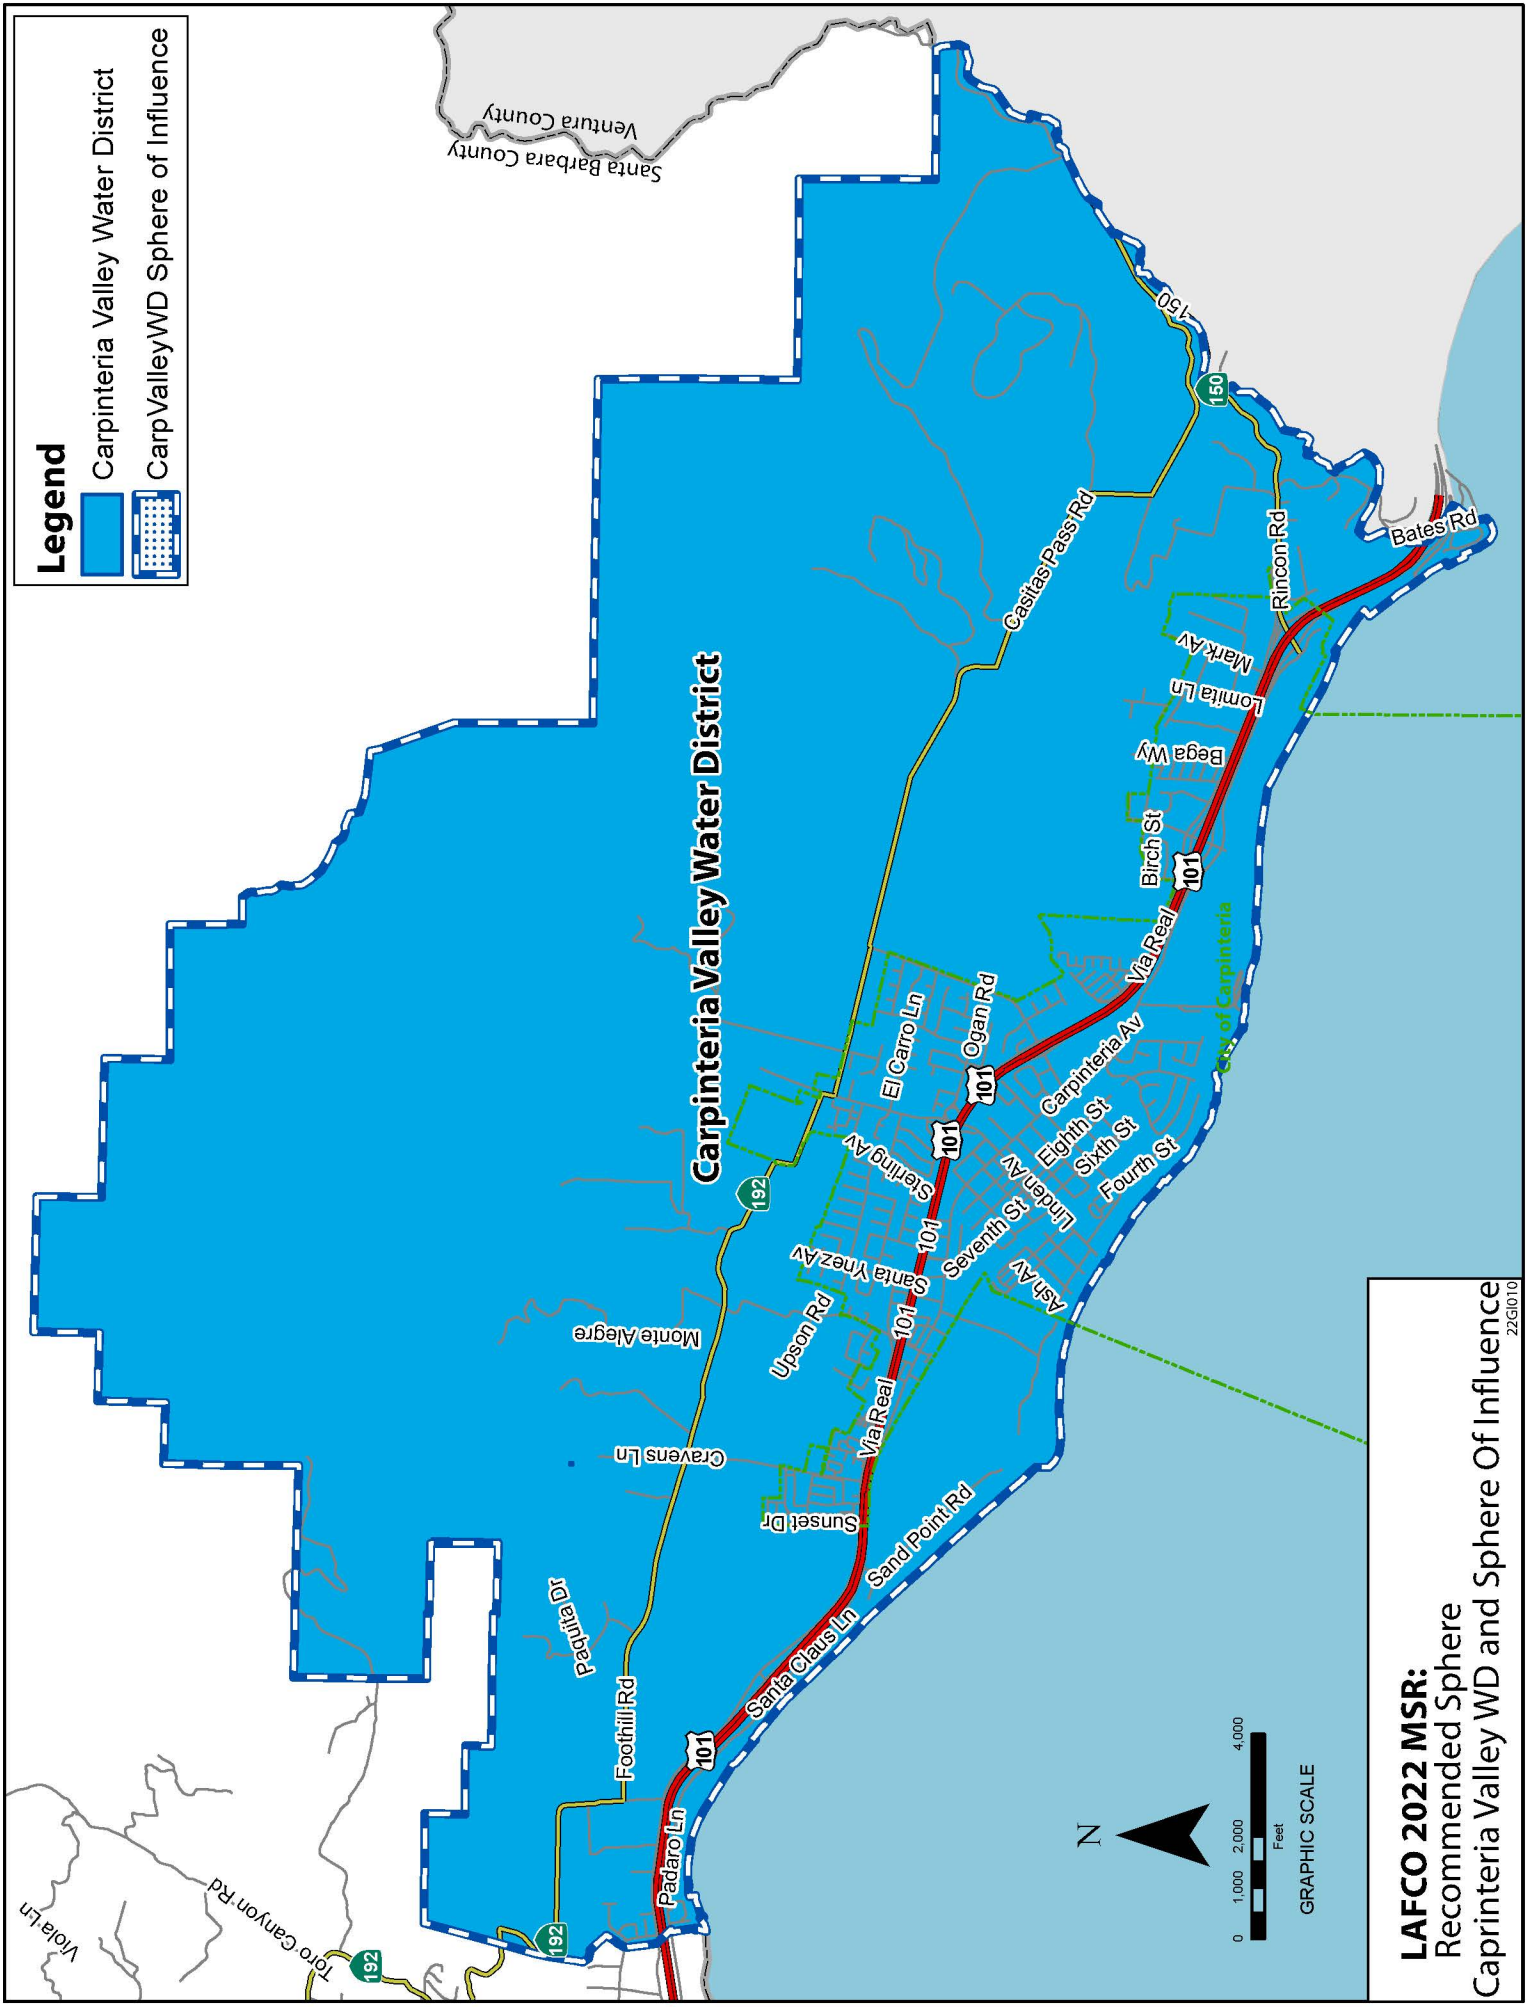 Legend
Carpinteria Valley Water District
CarpValleyWD Sphere of Influence
Santa Barbara County
Ventura County
Viola Ln
Toro Canyon Rd
192
192
Padaro Ln
Foothill Rd
101
Santa Claus Ln
Paquita Dr
Sand Point Rd
Sunset Dr
Cravens Ln
Via Real
Monte Alegre
Upson Rd
101
Santa Ynez Av
101
192
Carpinteria Valley Water District
Sterling Av
Seventh St
Ash Av
Linden Av
Eighth St
Sixth St
Fourth St
101
101
El Carro Ln
Ogan Rd
Carpinteria Av
City of Carpinteria
Via Real
101
Birch St
Bega Wy
Lomita Ln
Mark Av
Casitas Pass Rd
Rincon Rd
Bates Rd
150
150
N
0 1,000 2,000 4,000
Feet
GRAPHIC SCALE
LAFCO 2022 MSR:
Recommended Sphere
Caprinteria Valley WD and Sphere Of Influence
22GI010